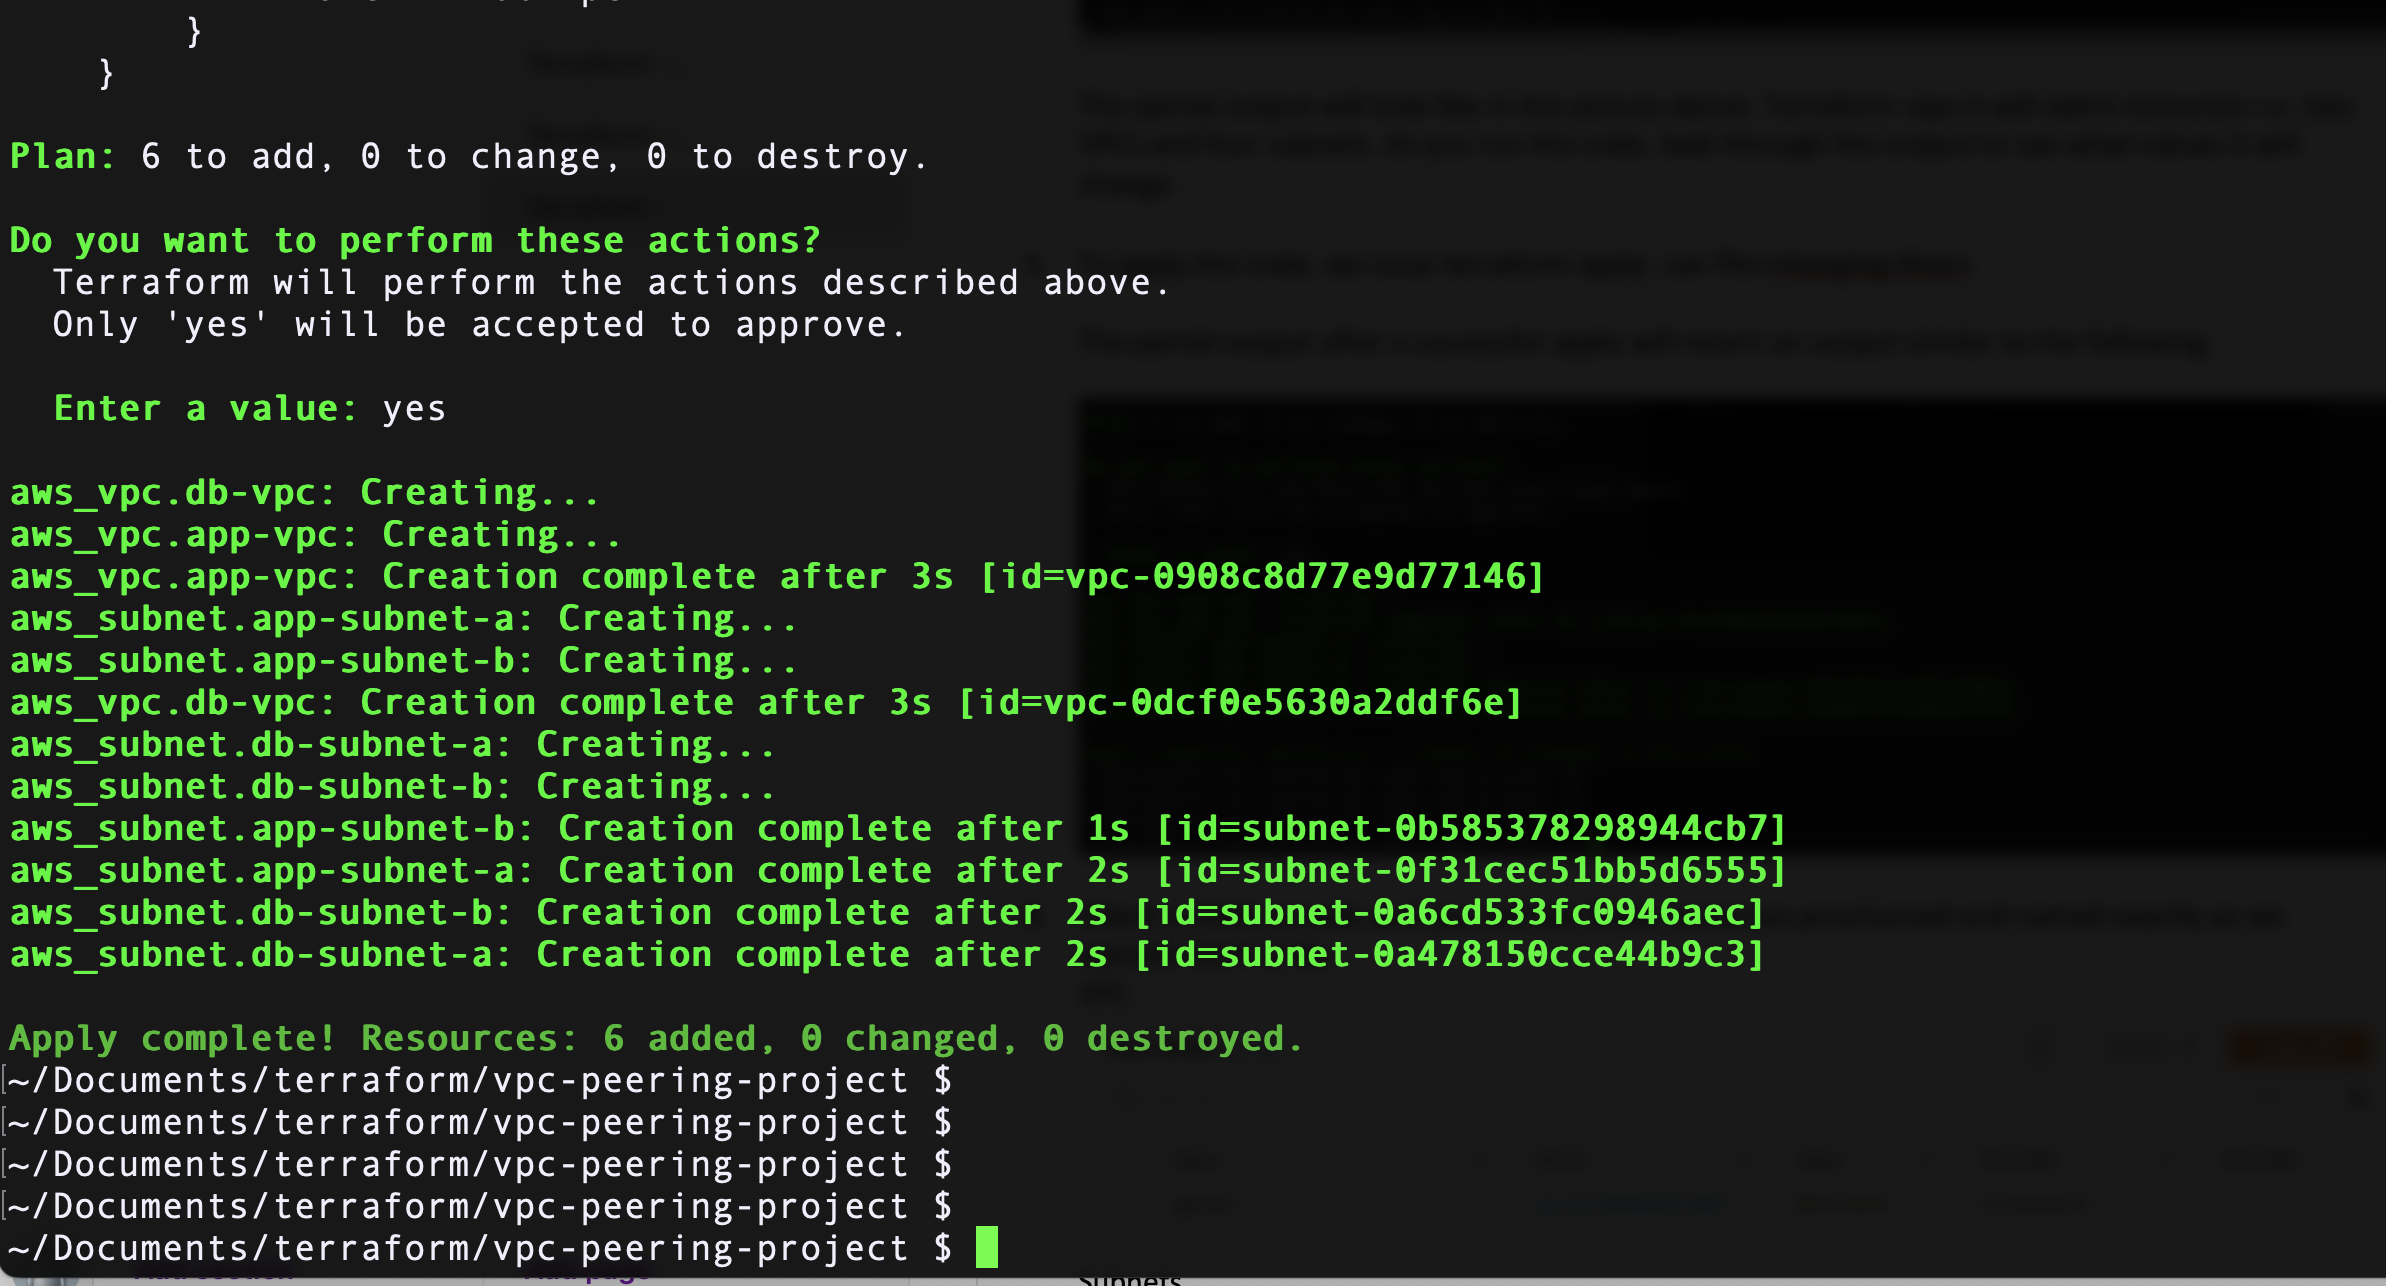 }
}
Plan: 6 to add, 0 to change, 0 to destroy.
Do you want to perform these actions?
Terraform will perform the actions described above.
Only 'yes' will be accepted to approve.
Enter a value: yes
aws_vpc.db-vpc: Creating...
aws_vpc.app-vpc: Creating...
aws_vpc.app-vpc: Creation complete after 3s [id=vpc-0908c8d77e9d77146]
aws_subnet.app-subnet-a: Creating...
aws_subnet.app-subnet-b: Creating...
aws_vpc.db-vpc: Creation complete after 3s [id=vpc-0dcf0e5630a2ddf6e]
aws_subnet.db-subnet-a: Creating...
aws_subnet.db-subnet-b: Creating...
aws_subnet.app-subnet-b: Creation complete after 1s [id=subnet-0b585378298944cb7]
aws_subnet.app-subnet-a: Creation complete after 2s [id=subnet-0f31cec51bb5d6555]
aws_subnet.db-subnet-b: Creation complete after 2s [id=subnet-0a6cd533fc0946aec]
aws_subnet.db-subnet-a: Creation complete after 2s [id=subnet-0a478150cce44b9c3]
Apply complete! Resources: 6 added, 0 changed, 0 destroyed.
[~/Documents/terraform/vpc-peering-project $
[~/Documents/terraform/vpc-peering-project $
[~/Documents/terraform/vpc-peering-project $
[~/Documents/terraform/vpc-peering-project $
~/Documents/terraform/vpc-peering-project $
Add section Add page Subnets